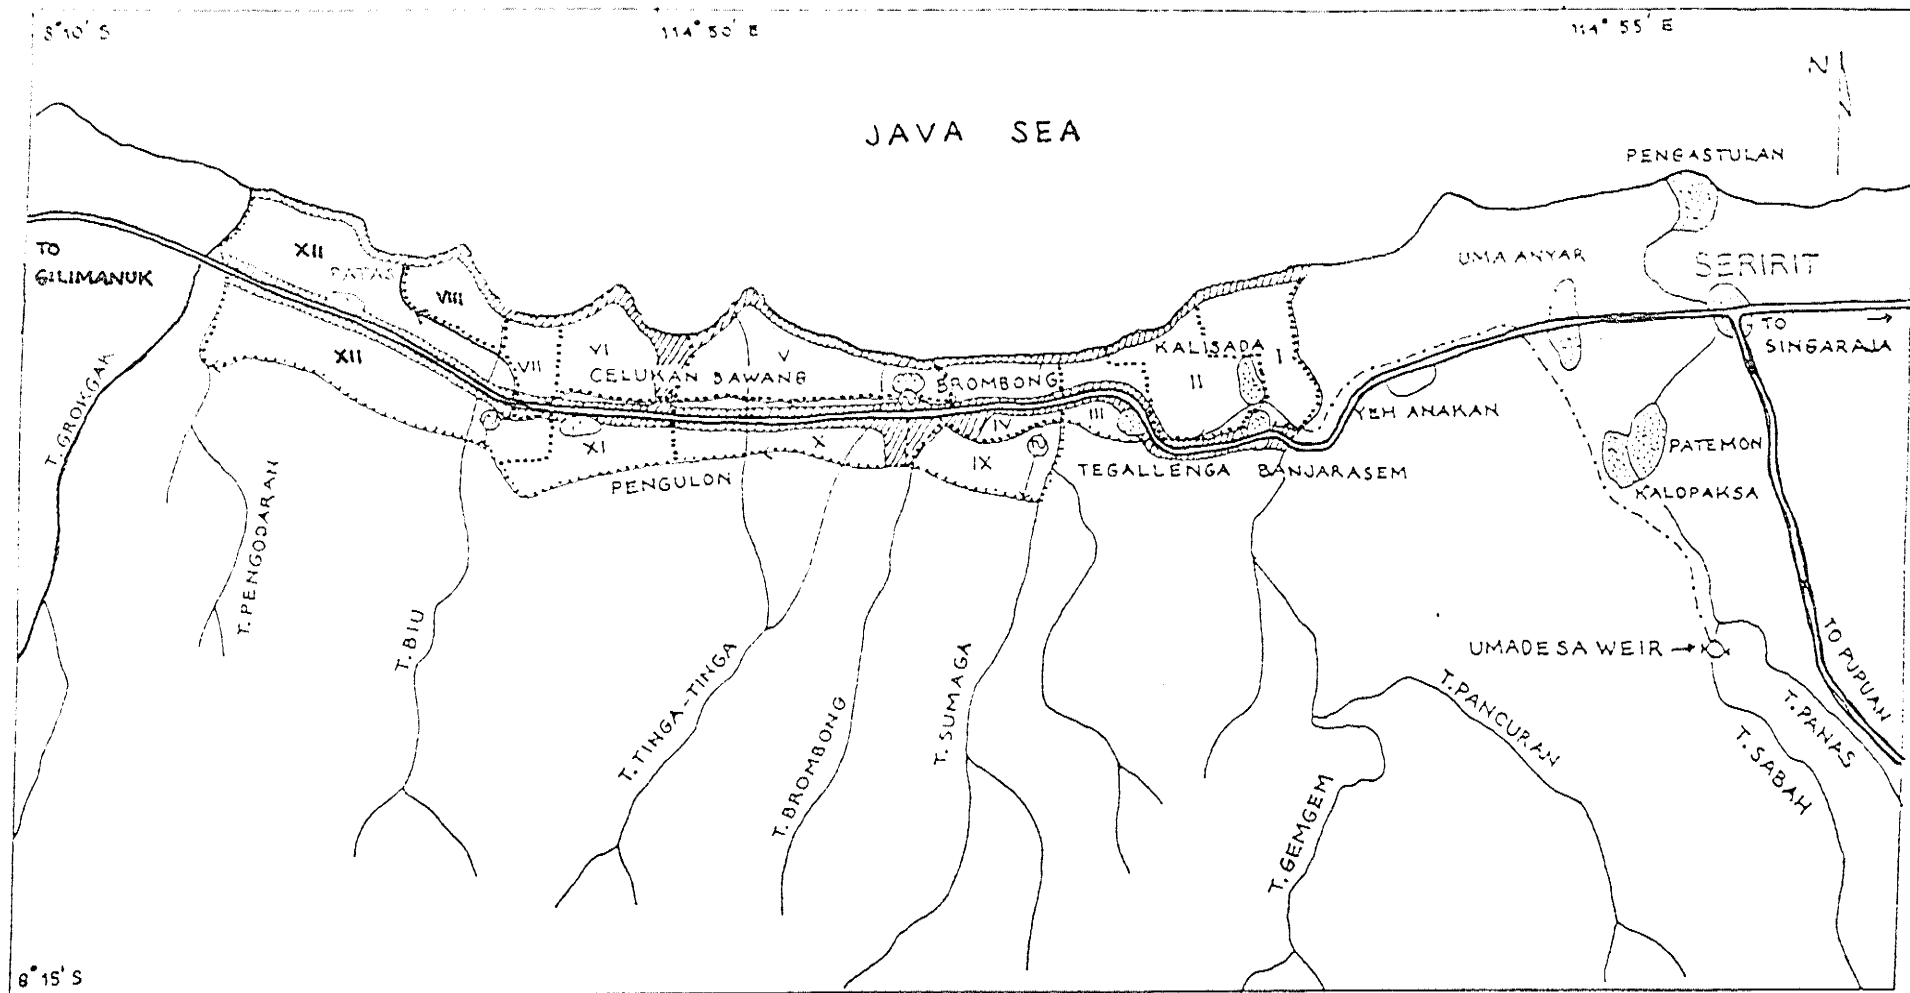 8°10' S
114° 50' E
114° 55' E
N
JAVA SEA
PENGASTULAN
TO
GILIMANUK
XII
PATAS
VIII
UMA ANYAR
SERIRIT
XII
VII
VI
V
CELUKAN BAWANG
BROMBONG
KALISADA
I
II
TO
SINGARAJA
T. GROKGAK
III
IV
YEH ANAKAN
XI
X
IX
PENGULON
TEGALLENGA
BANJARASEM
PATEMON
KALOPAKSA
T. PENGODARAN
T. BIU
T. TINGA-TINGA
T. BROMBONG
T. SUMAGA
T. GEMGEM
T. PANCURAN
UMADESA WEIR
TO PUPUAN
T. PANAS
T. SABAH
8°15' S